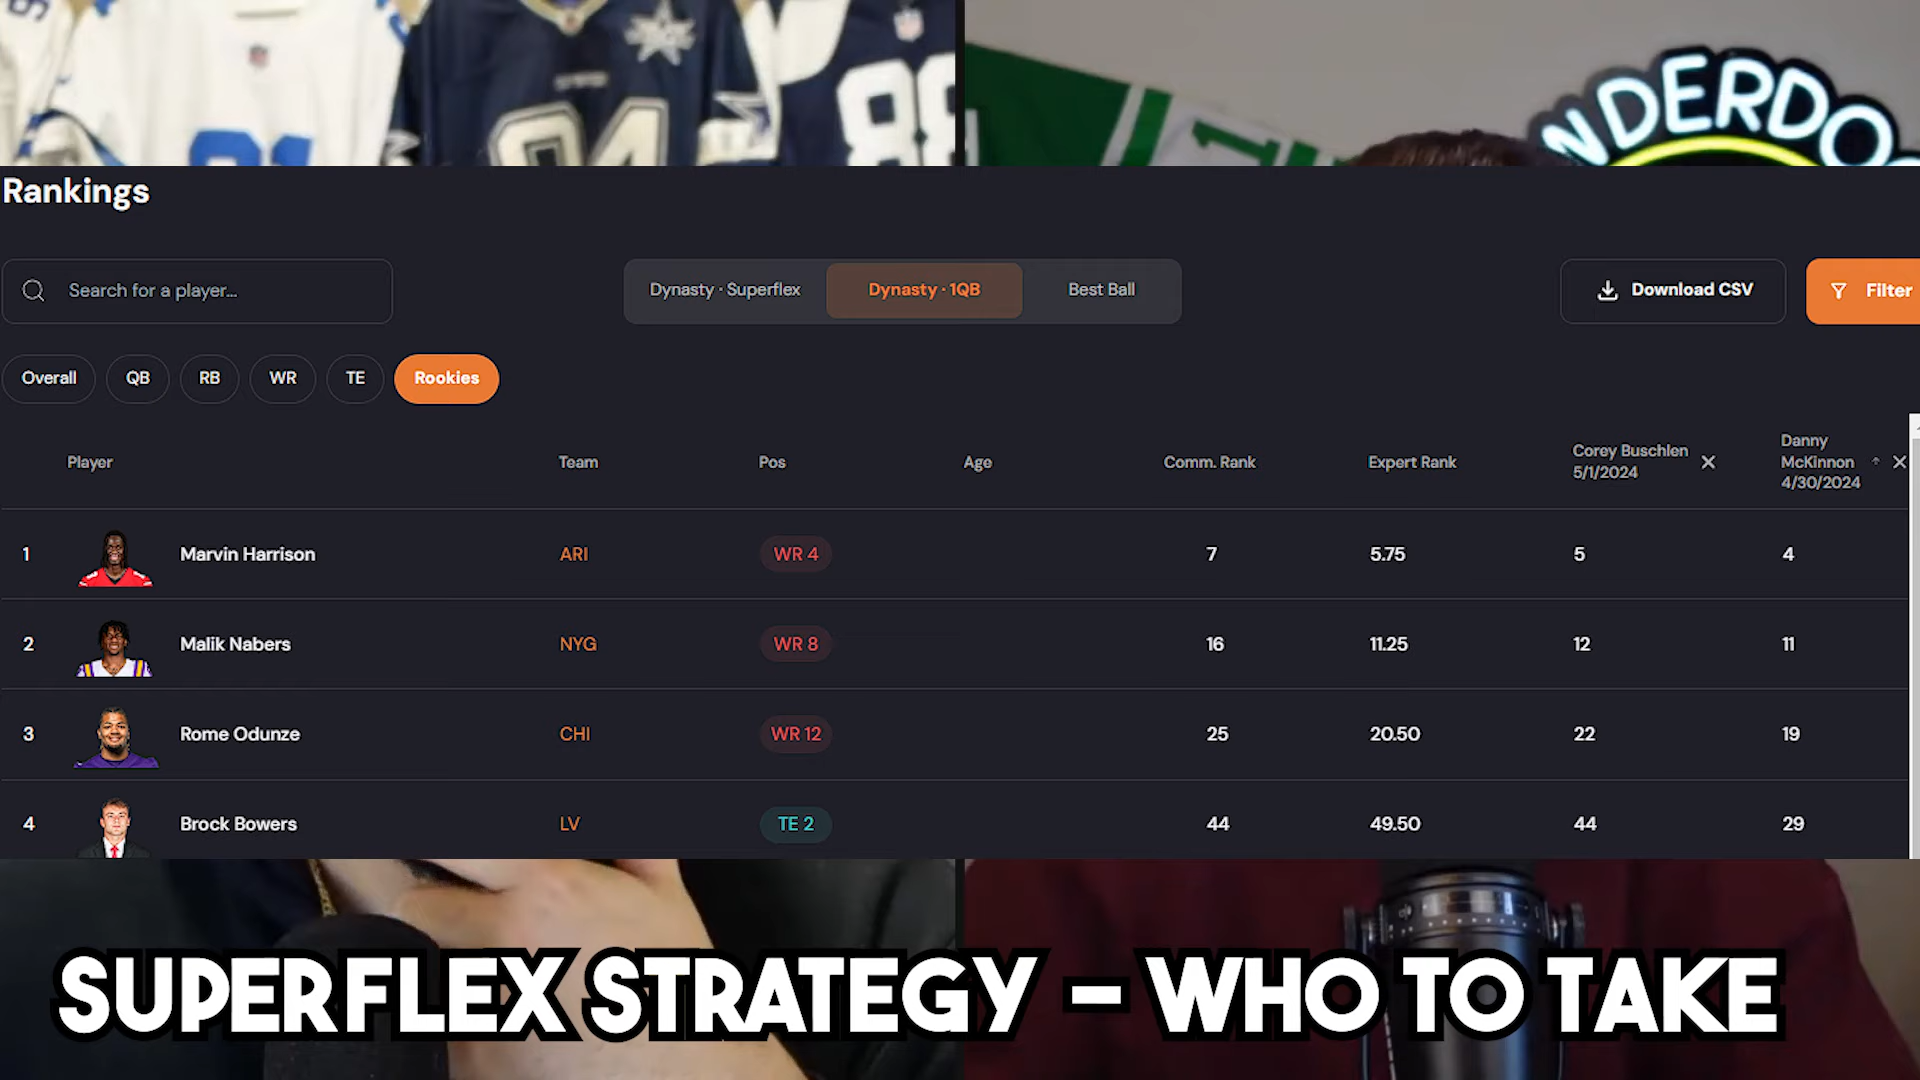 94
88
1
NDERDO
Rankings
Search for a player...
Dynasty · Superflex
Dynasty · 1QB
Best Ball
Download CSV
Filter
Overall
QB
RB
WR
TE
Rookies
Player Team Pos Age Comm. Rank Expert Rank Corey Buschlen 5/1/2024 Danny McKinnon 4/30/2024
1 Marvin Harrison ARI WR 4 7 5.75 5 4
2 Malik Nabers NYG WR 8 16 11.25 12 11
3 Rome Odunze CHI WR 12 25 20.50 22 19
4 Brock Bowers LV TE 2 44 49.50 44 29
SUPERFLEX STRATEGY – WHO TO TAKE